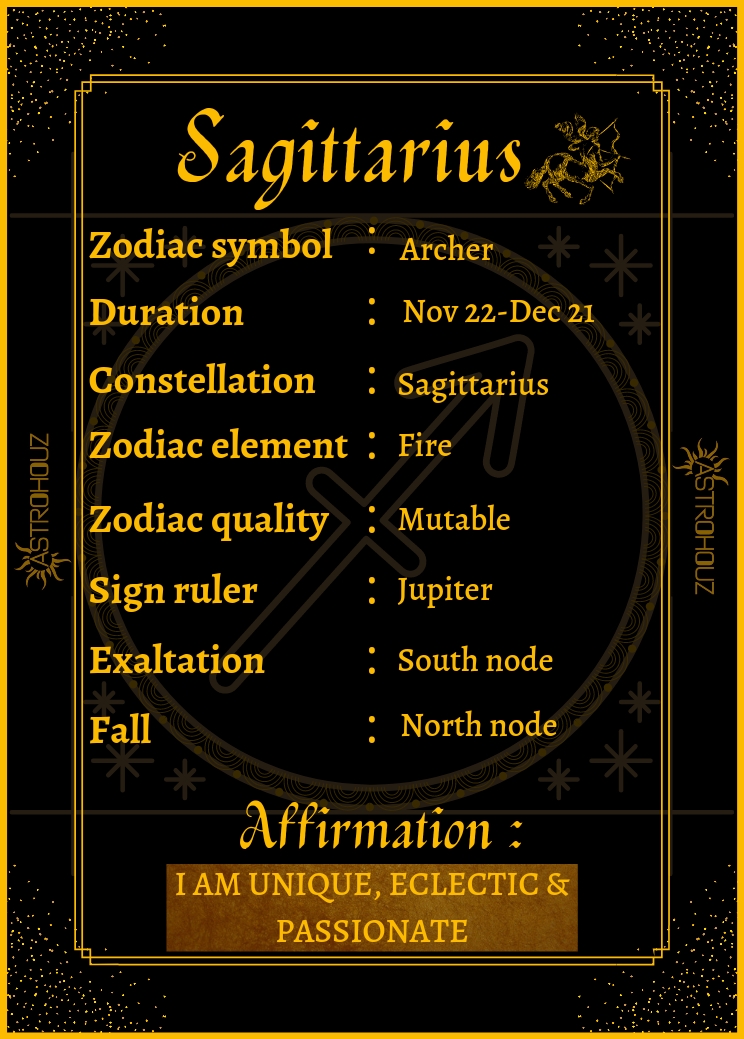 Sagittarius
Zodiac symbol : Archer
Duration : Nov 22-Dec 21
Constellation : Sagittarius
Zodiac element : Fire
Zodiac quality : Mutable
Sign ruler : Jupiter
Exaltation : South node
Fall : North node
Affirmation :
I AM UNIQUE, ECLECTIC &
PASSIONATE
ASTROHOUZ
ASTROHOUZ